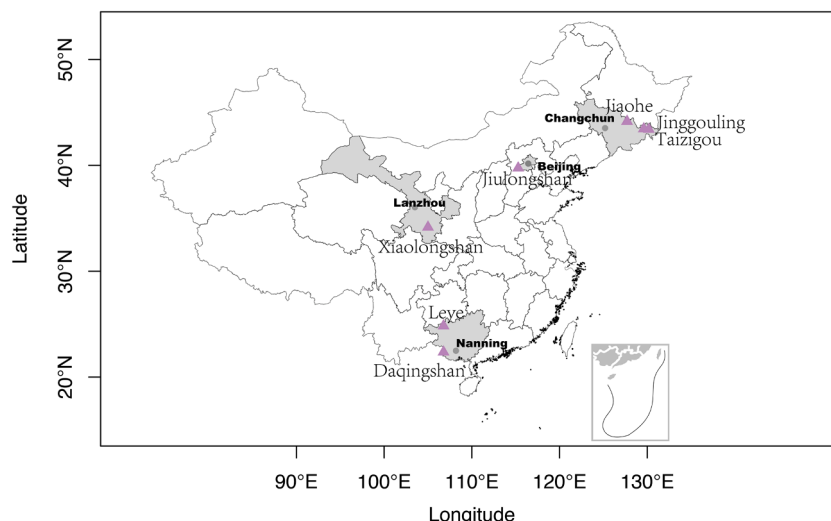 50°N
40°N
30°N
20°N
Latitude
Jiaohe
Changchun
Jinggouling
Taizigou
Beijing
Jiulongshan
Lanzhou
Xiaolongshan
Leye
Nanning
Daqingshan
90°E 100°E 110°E 120°E 130°E
Longitude